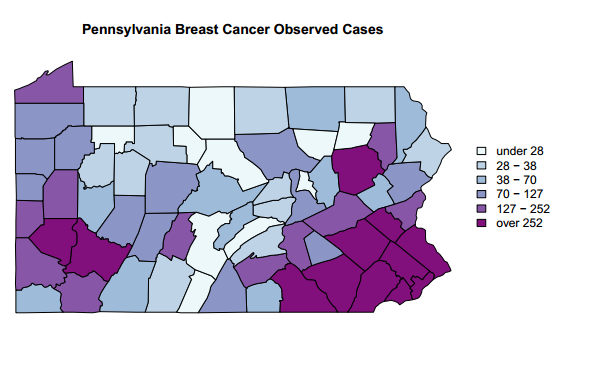 Pennsylvania Breast Cancer Observed Cases
under 28
28 − 38
38 − 70
70 − 127
127 − 252
over 252